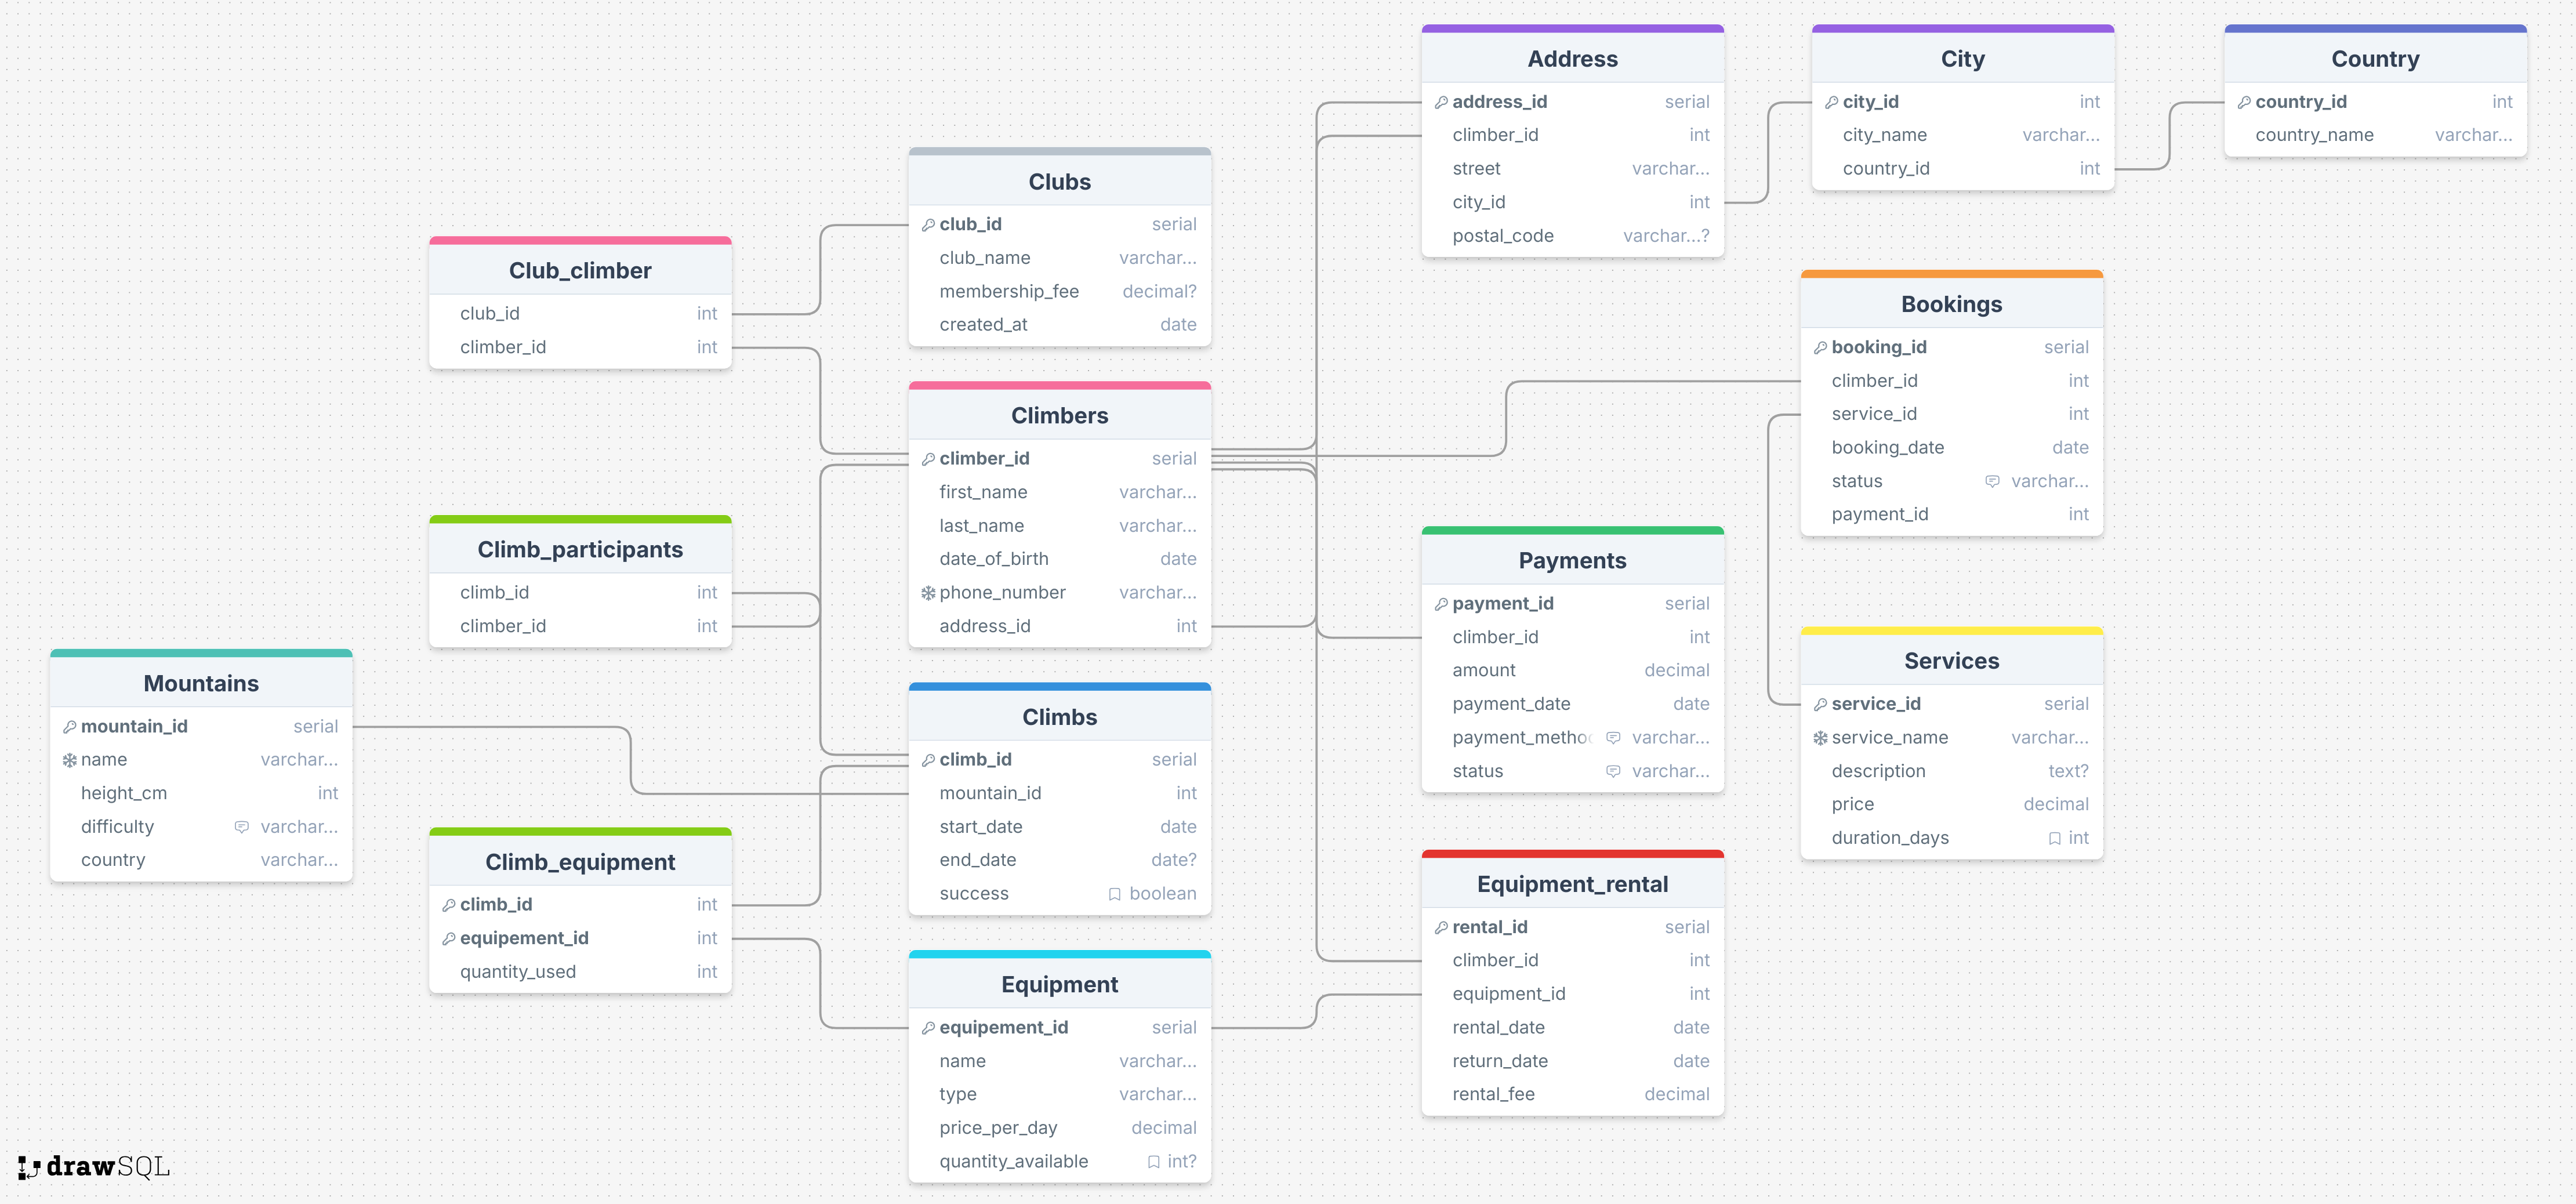 Address
address_id serial
climber_id int
street varchar...
city_id int
postal_code varchar...?
City
city_id int
city_name varchar...
country_id int
Country
country_id int
country_name varchar...
Clubs
club_id serial
club_name varchar...
membership_fee decimal?
created_at date
Club_climber
club_id int
climber_id int
Bookings
booking_id serial
climber_id int
service_id int
booking_date date
status varchar...
payment_id int
Climbers
climber_id serial
first_name varchar...
last_name varchar...
date_of_birth date
phone_number varchar...
address_id int
Climb_participants
climb_id int
climber_id int
Payments
payment_id serial
climber_id int
amount decimal
payment_date date
payment_metho varchar...
status varchar...
Services
service_id serial
service_name varchar...
description text?
price decimal
duration_days int
Mountains
mountain_id serial
name varchar...
height_cm int
difficulty varchar...
country varchar...
Climbs
climb_id serial
mountain_id int
start_date date
end_date date?
success boolean
Climb_equipment
climb_id int
equipement_id int
quantity_used int
Equipment_rental
rental_id serial
climber_id int
equipment_id int
rental_date date
return_date date
rental_fee decimal
Equipment
equipement_id serial
name varchar...
type varchar...
price_per_day decimal
quantity_available int?
drawSQL